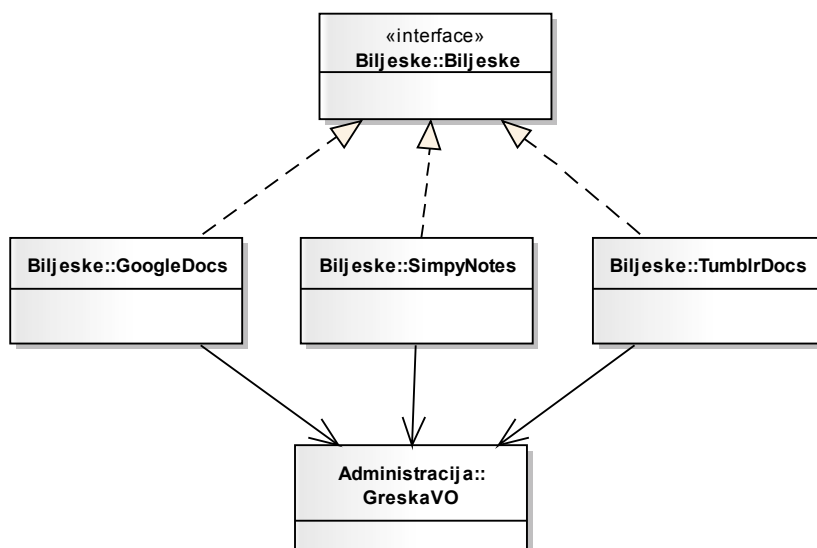 «interface»
Biljeske::Biljeske
Biljeske::GoogleDocs
Biljeske::SimpyNotes
Biljeske::TumblrDocs
Administracija::
GreskaVO